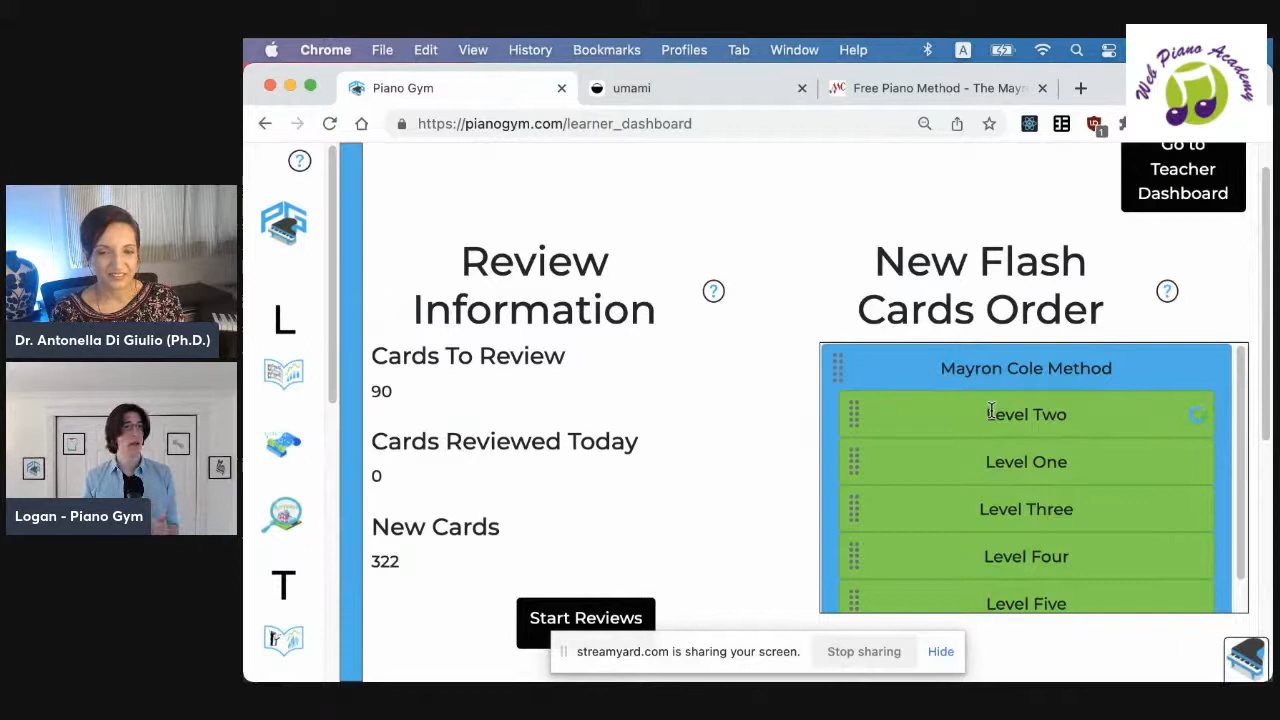 Chrome File Edit View History Bookmarks Profiles Tab Window Help
A
Web Piano Academy
Piano Gym
umami
Free Piano Method - The Mayr
https://pianogym.com/learner_dashboard
1
?
PG
L
T
Go to
Teacher
Dashboard
Review
Information
?
Cards To Review
90
Cards Reviewed Today
0
New Cards
322
Start Reviews
New Flash
Cards Order
?
Mayron Cole Method
Level Two
Level One
Level Three
Level Four
Level Five
streamyard.com is sharing your screen. Stop sharing Hide
Dr. Antonella Di Giulio (Ph.D.)
Logan - Piano Gym